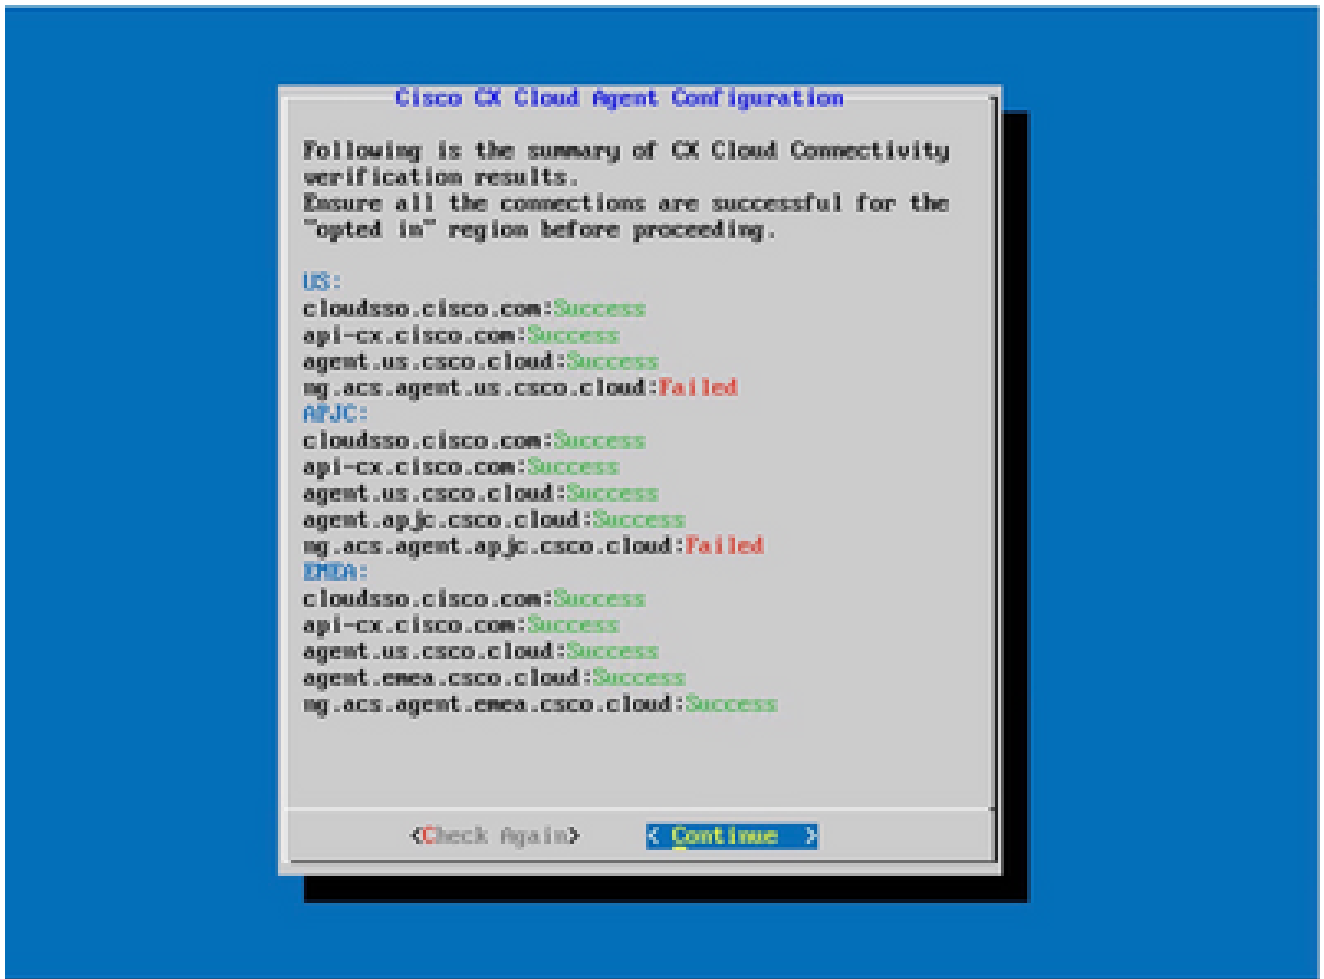 Cisco CX Cloud Agent Configuration
Following is the summary of CX Cloud Connectivity
verification results.
Ensure all the connections are successful for the
"opted in" region before proceeding.
US:
cloudsso.cisco.com:Success
api-cx.cisco.com:Success
agent.us.csco.cloud:Success
ng.acs.agent.us.csco.cloud:Failed
APJC:
cloudsso.cisco.com:Success
api-cx.cisco.com:Success
agent.us.csco.cloud:Success
agent.apjc.csco.cloud:Success
ng.acs.agent.apjc.csco.cloud:Failed
EMEA:
cloudsso.cisco.com:Success
api-cx.cisco.com:Success
agent.us.csco.cloud:Success
agent.emea.csco.cloud:Success
ng.acs.agent.emea.csco.cloud:Success
<Check Again> < Continue >